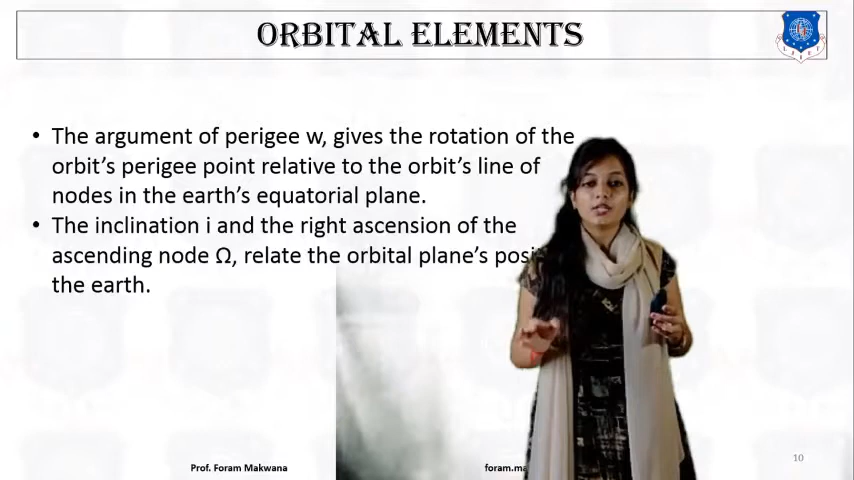 ORBITAL ELEMENTS
• The argument of perigee w, gives the rotation of the
orbit’s perigee point relative to the orbit’s line of
nodes in the earth’s equatorial plane.
• The inclination i and the right ascension of the
ascending node Ω, relate the orbital plane’s posi
the earth.
Prof. Foram Makwana
foram.ma
10